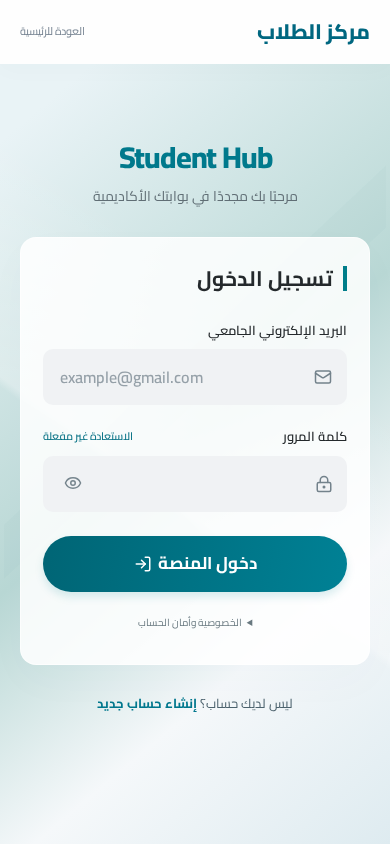 مركز الطلاب
العودة للرئيسية
Student Hub
مرحبًا بك مجددًا في بوابتك الأكاديمية
تسجيل الدخول
البريد الإلكتروني الجامعي
example@gmail.com
كلمة المرور
الاستعادة غير مفعلة
دخول المنصة
◀ الخصوصية وأمان الحساب
ليس لديك حساب؟ إنشاء حساب جديد